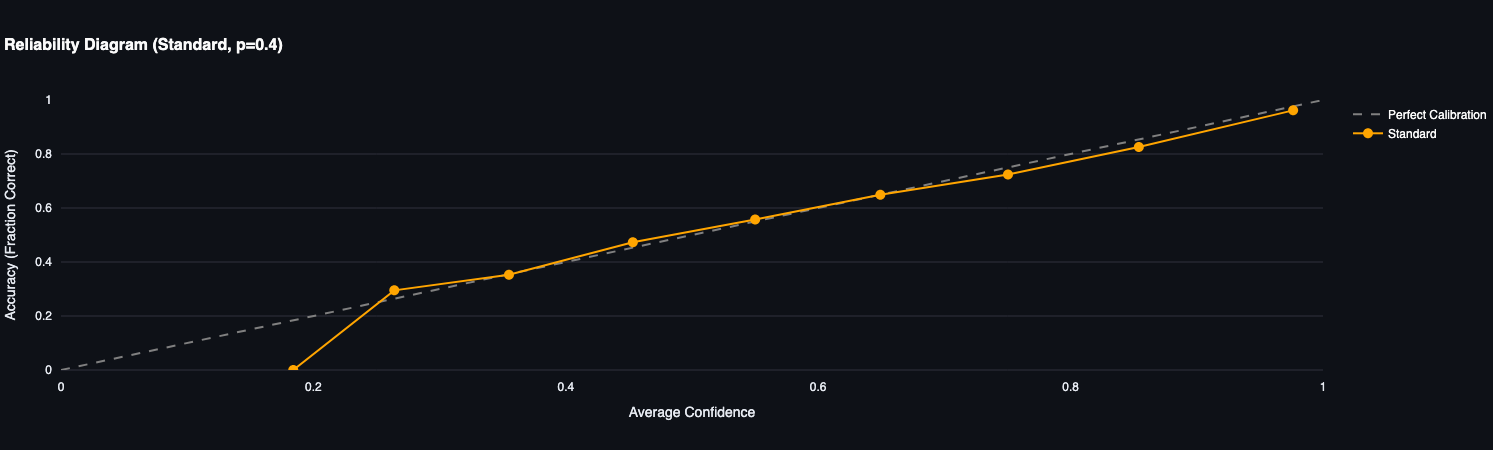 Reliability Diagram (Standard, p=0.4)
1
0.8
0.6
0.4
0.2
0
Accuracy (Fraction Correct)
0
0.2
0.4
0.6
0.8
1
Average Confidence
Perfect Calibration
Standard